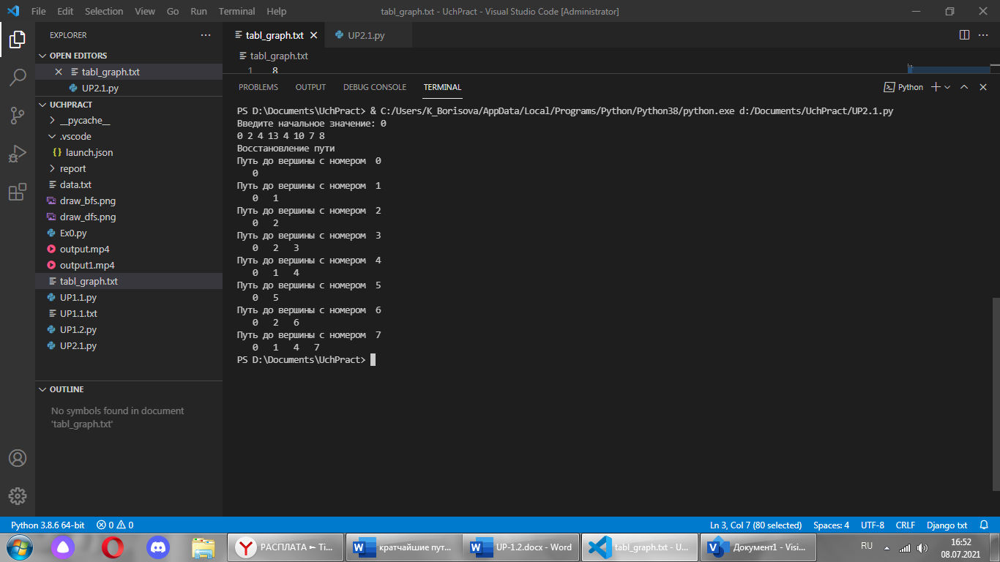 File Edit Selection View Go Run Terminal Help
tabl_graph.txt - UchPract - Visual Studio Code [Administrator]
EXPLORER
OPEN EDITORS
tabl_graph.txt
UP2.1.py
UCHPRACT
__pycache__
.vscode
launch.json
report
data.txt
draw_bfs.png
draw_dfs.png
Ex0.py
output.mp4
output1.mp4
tabl_graph.txt
UP1.1.py
UP1.1.txt
UP1.2.py
UP2.1.py
OUTLINE
No symbols found in document
'tabl_graph.txt'
tabl_graph.txt UP2.1.py
tabl_graph.txt
1 8
PROBLEMS OUTPUT DEBUG CONSOLE TERMINAL
Python
PS D:\Documents\UchPract> & C:/Users/K_Borisova/AppData/Local/Programs/Python/Python38/python.exe d:/Documents/UchPract/UP2.1.py
Введите начальное значение: 0
0 2 4 13 4 10 7 8
Восстановление пути
Путь до вершины с номером 0
0
Путь до вершины с номером 1
0 1
Путь до вершины с номером 2
0 2
Путь до вершины с номером 3
0 2 3
Путь до вершины с номером 4
0 1 4
Путь до вершины с номером 5
0 5
Путь до вершины с номером 6
0 2 6
Путь до вершины с номером 7
0 1 4 7
PS D:\Documents\UchPract>
Python 3.8.6 64-bit 0 0
Ln 3, Col 7 (80 selected) Spaces: 4 UTF-8 CRLF Django txt
РАСПЛАТА ►– Ti...
кратчайшие пут...
UP-1.2.docx - Word
tabl_graph.txt - U...
Документ1 - Visi...
RU
16:52
08.07.2021